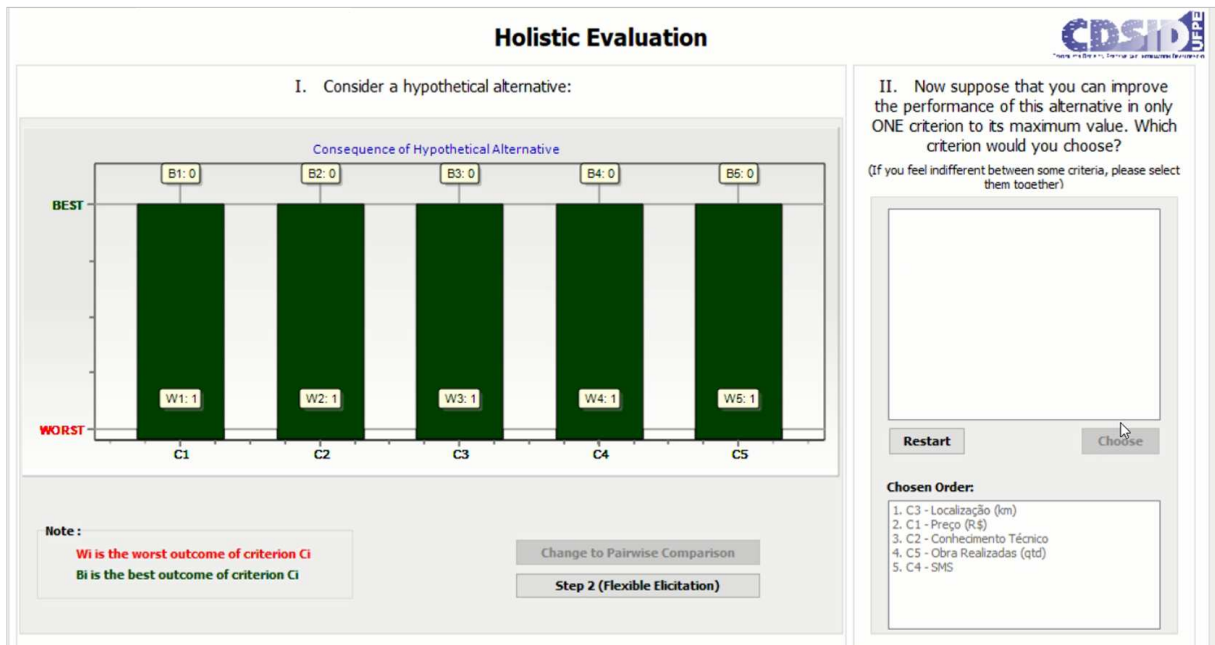 Holistic Evaluation
CDSID
UFPE
I. Consider a hypothetical alternative:
Consequence of Hypothetical Alternative
B1: 0 B2: 0 B3: 0 B4: 0 B5: 0
BEST
W1: 1 W2: 1 W3: 1 W4: 1 W5: 1
WORST
C1 C2 C3 C4 C5
Note :
Wi is the worst outcome of criterion Ci
Bi is the best outcome of criterion Ci
Change to Pairwise Comparison
Step 2 (Flexible Elicitation)
II. Now suppose that you can improve
the performance of this alternative in only
ONE criterion to its maximum value. Which
criterion would you choose?
(If you feel indifferent between some criteria, please select
them together)
Restart Choose
Chosen Order:
1. C3 - Localização (km)
2. C1 - Preço (R$)
3. C2 - Conhecimento Técnico
4. C5 - Obra Realizadas (qtd)
5. C4 - SMS